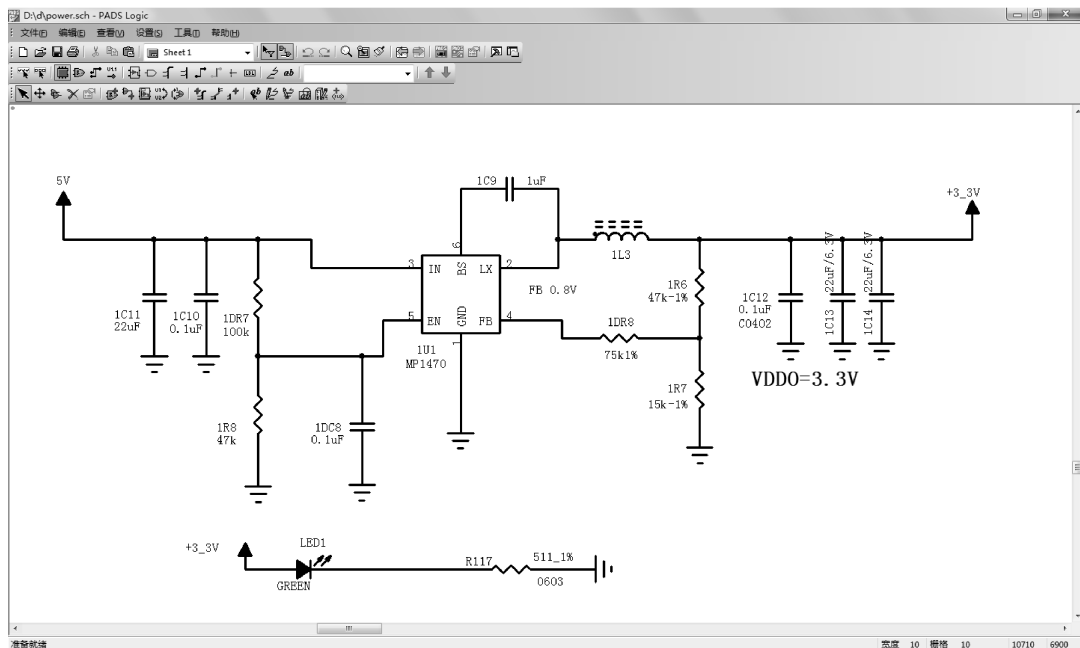 D:\d\power.sch - PADS Logic
文件(F) 编辑(E) 查看(V) 设置(S) 工具(T) 帮助(H)
Sheet 1
ab
5V
1C9 1uF
+3_3V
6
3 IN BS LX 2
1L3
FB 0.8V
5 EN GND FB 4
1
1U1
MP1470
1C11
22uF
1C10
0.1uF
1DR7
100k
1R8
47k
1DC8
0.1uF
1DR8
75k1%
1R6
47k-1%
1R7
15k-1%
1C12
0.1uF
C0402
1C13 22uF/6.3V
1C14 22uF/6.3V
VDDO=3.3V
+3_3V
LED1
GREEN
R117
511_1%
0603
准备就绪
宽度 10 栅格 10 10710 6900